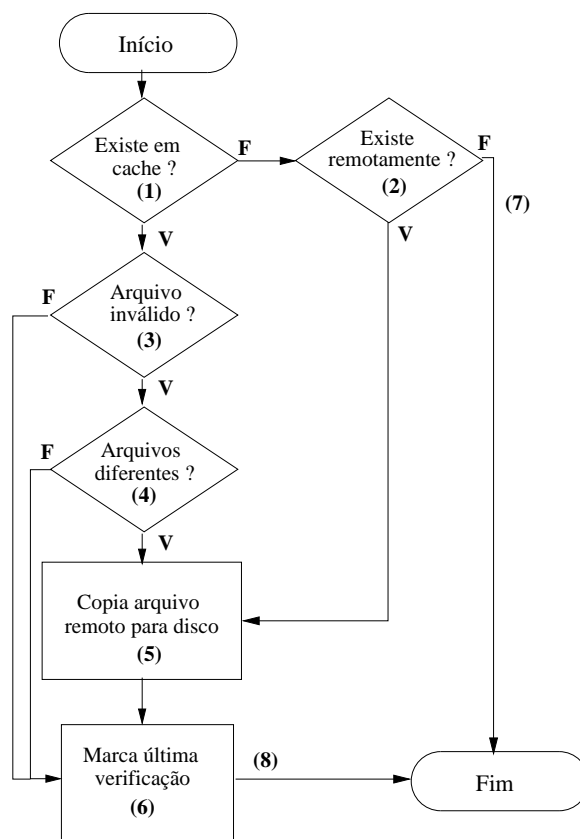 Início
Existe em
cache ?
(1)
F
Existe
remotamente ?
(2)
F
(7)
V
V
F
Arquivo
inválido ?
(3)
V
F
Arquivos
diferentes ?
(4)
V
Copia arquivo
remoto para disco
(5)
Marca última
verificação
(6)
(8)
Fim